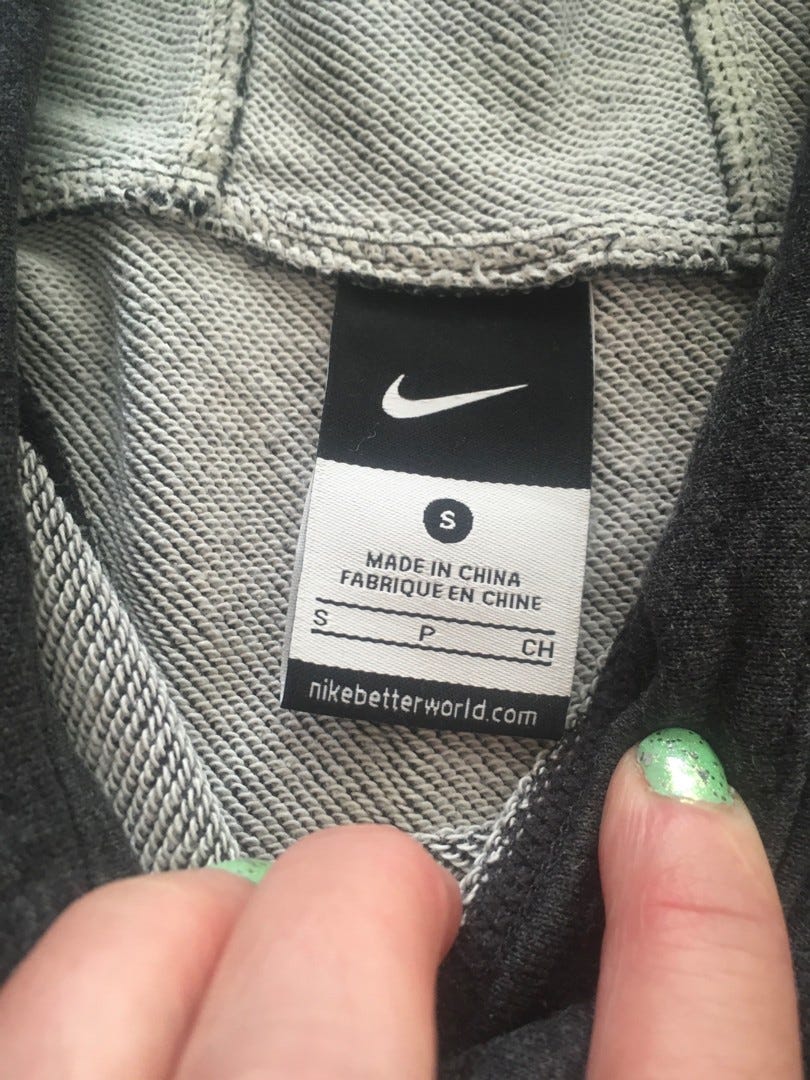 S
MADE IN CHINA
FABRIQUE EN CHINE
S P CH
nikebetterworld.com